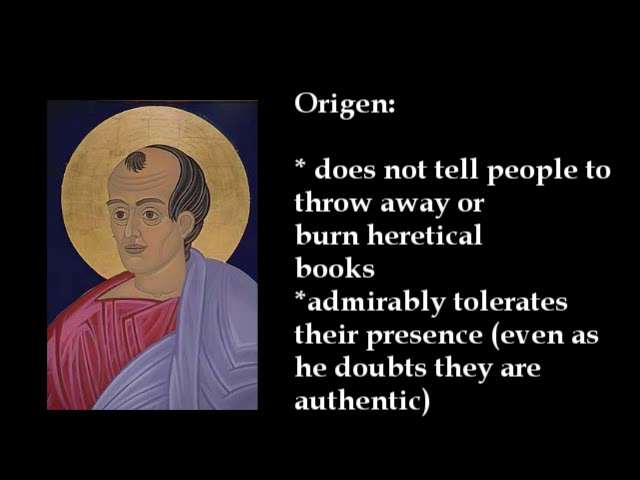 Origen:
* does not tell people to
throw away or
burn heretical
books
*admirably tolerates
their presence (even as
he doubts they are
authentic)